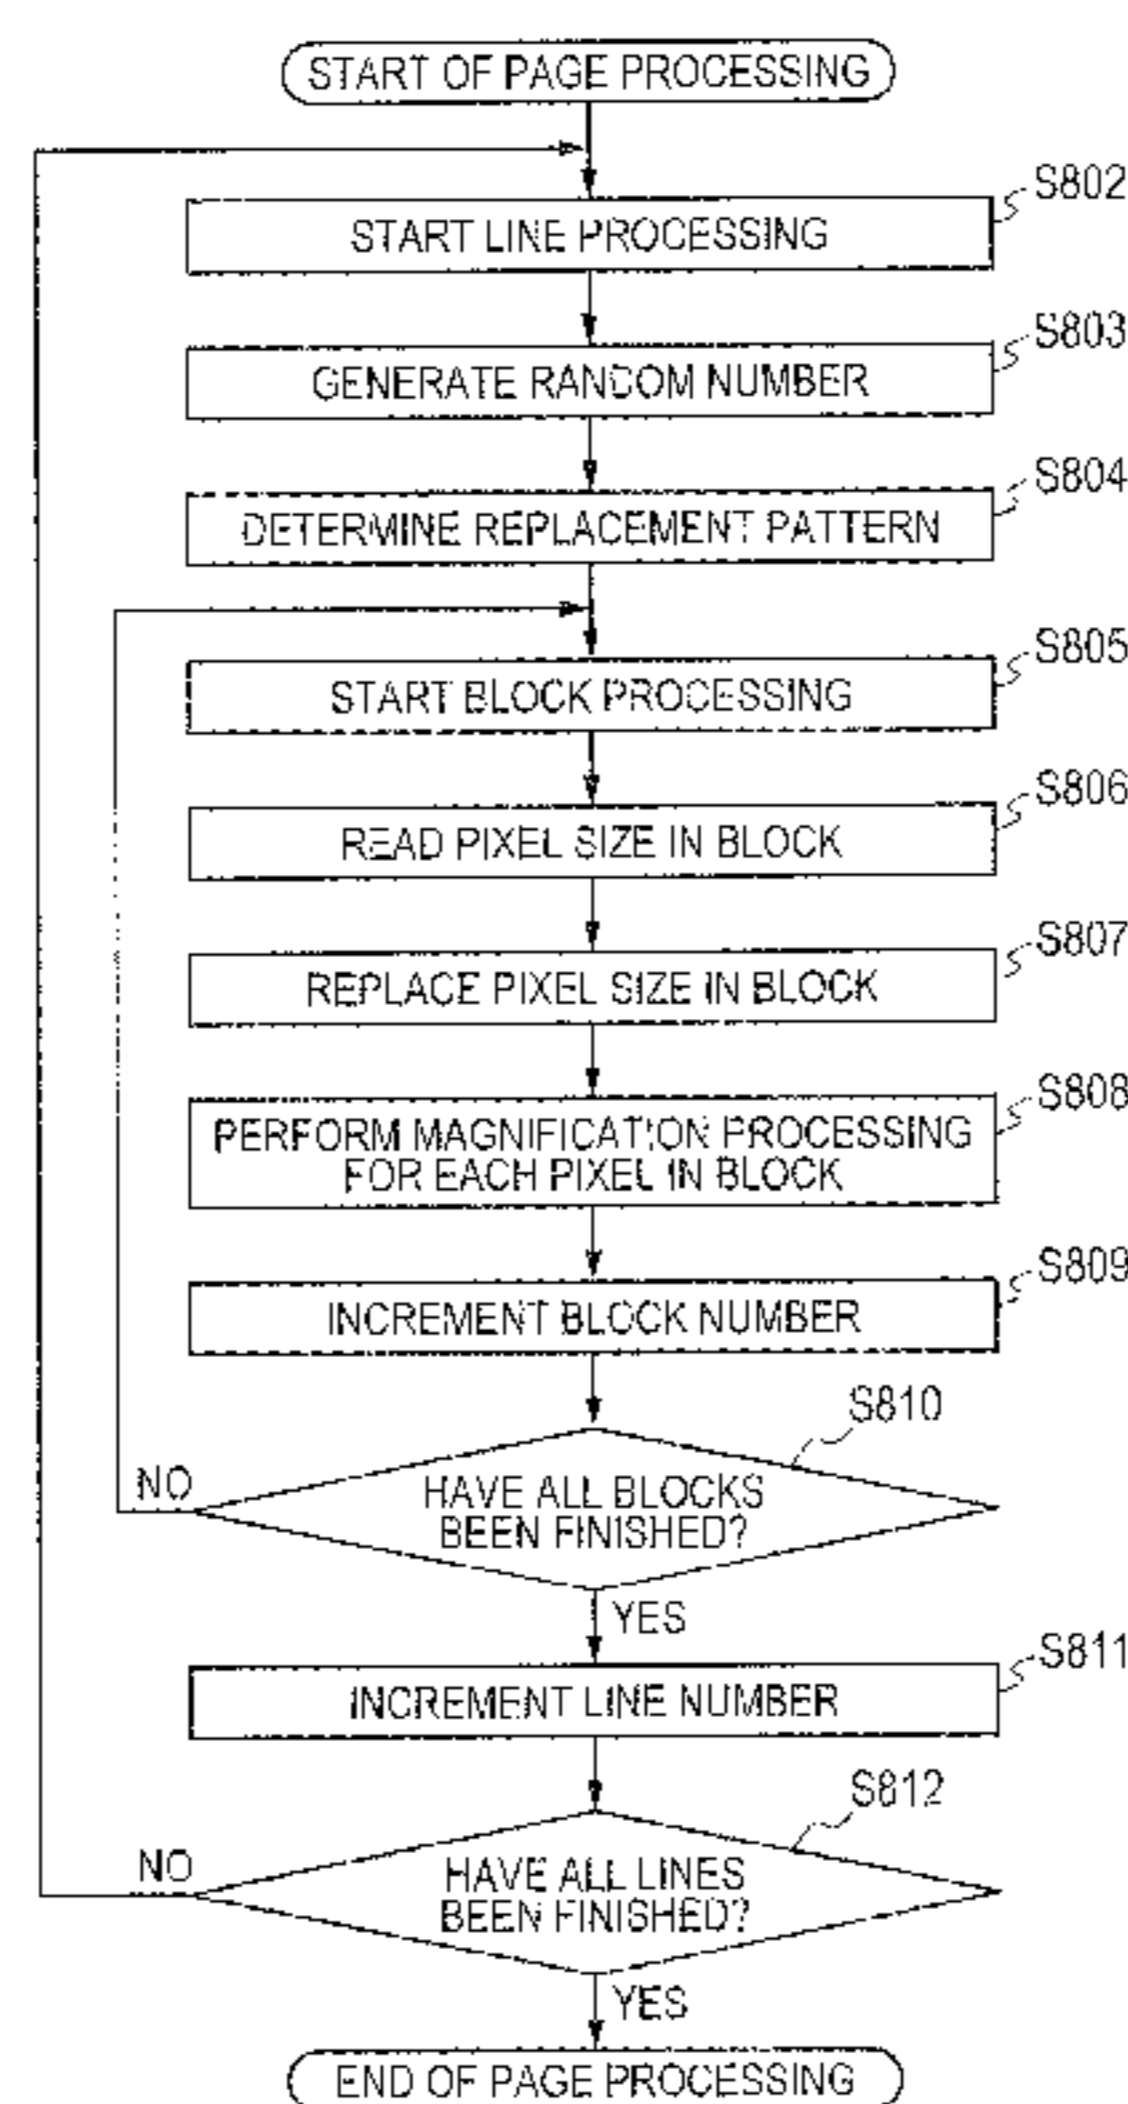 START OF PAGE PROCESSING
S802
START LINE PROCESSING
S803
GENERATE RANDOM NUMBER
S804
DETERMINE REPLACEMENT PATTERN
S805
START BLOCK PROCESSING
S806
READ PIXEL SIZE IN BLOCK
S807
REPLACE PIXEL SIZE IN BLOCK
S808
PERFORM MAGNIFICATION PROCESSING
FOR EACH PIXEL IN BLOCK
S809
INCREMENT BLOCK NUMBER
S810
NO
HAVE ALL BLOCKS
BEEN FINISHED?
YES
S811
INCREMENT LINE NUMBER
S812
NO
HAVE ALL LINES
BEEN FINISHED?
YES
END OF PAGE PROCESSING